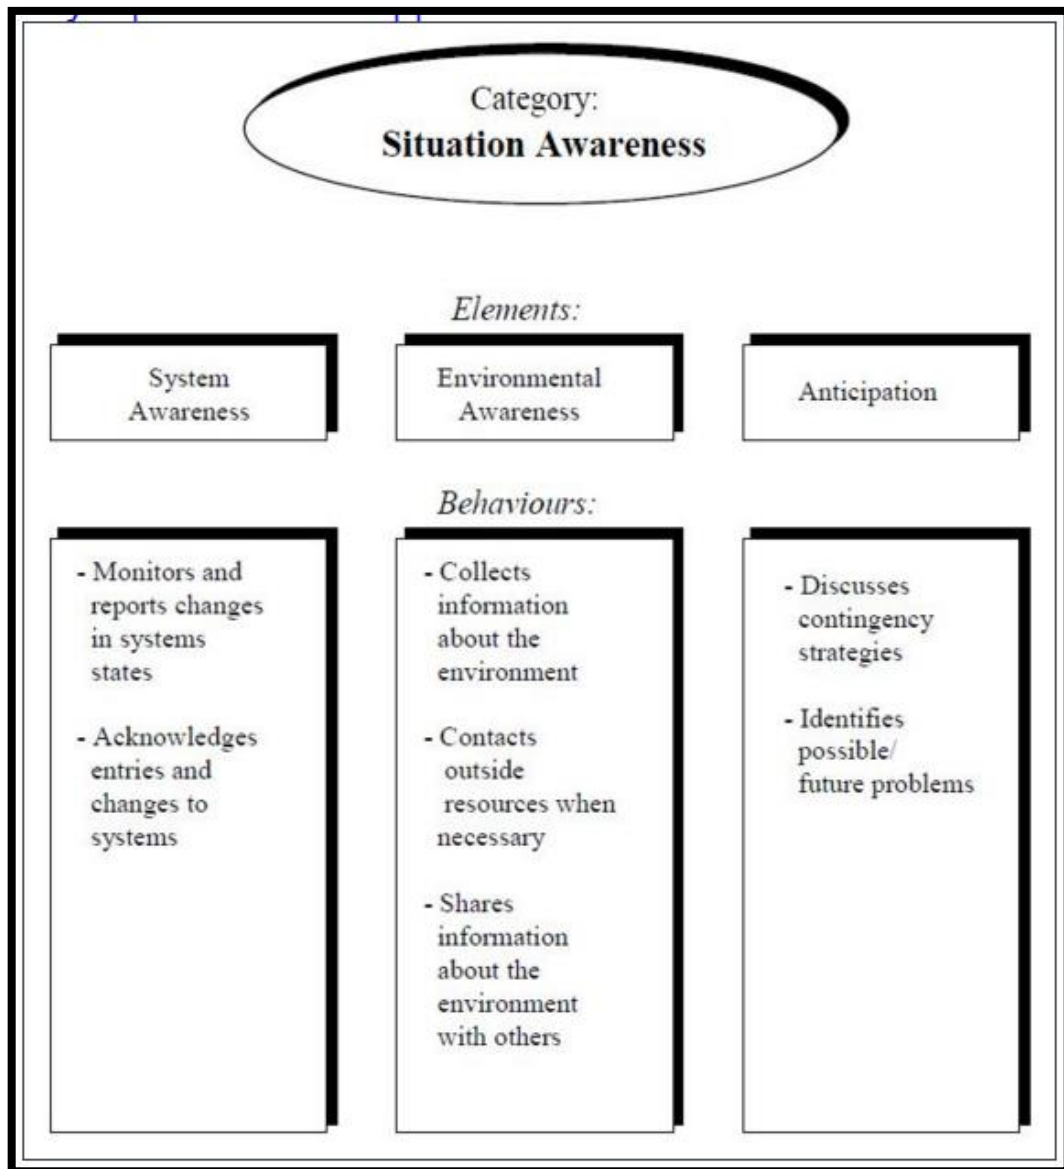 Category:
Situation Awareness
Elements:
System
Awareness
Environmental
Awareness
Anticipation
Behaviours:
- Monitors and
reports changes
in systems
states
- Acknowledges
entries and
changes to
systems
- Collects
information
about the
environment
- Contacts
outside
resources when
necessary
- Shares
information
about the
environment
with others
- Discusses
contingency
strategies
- Identifies
possible/
future problems